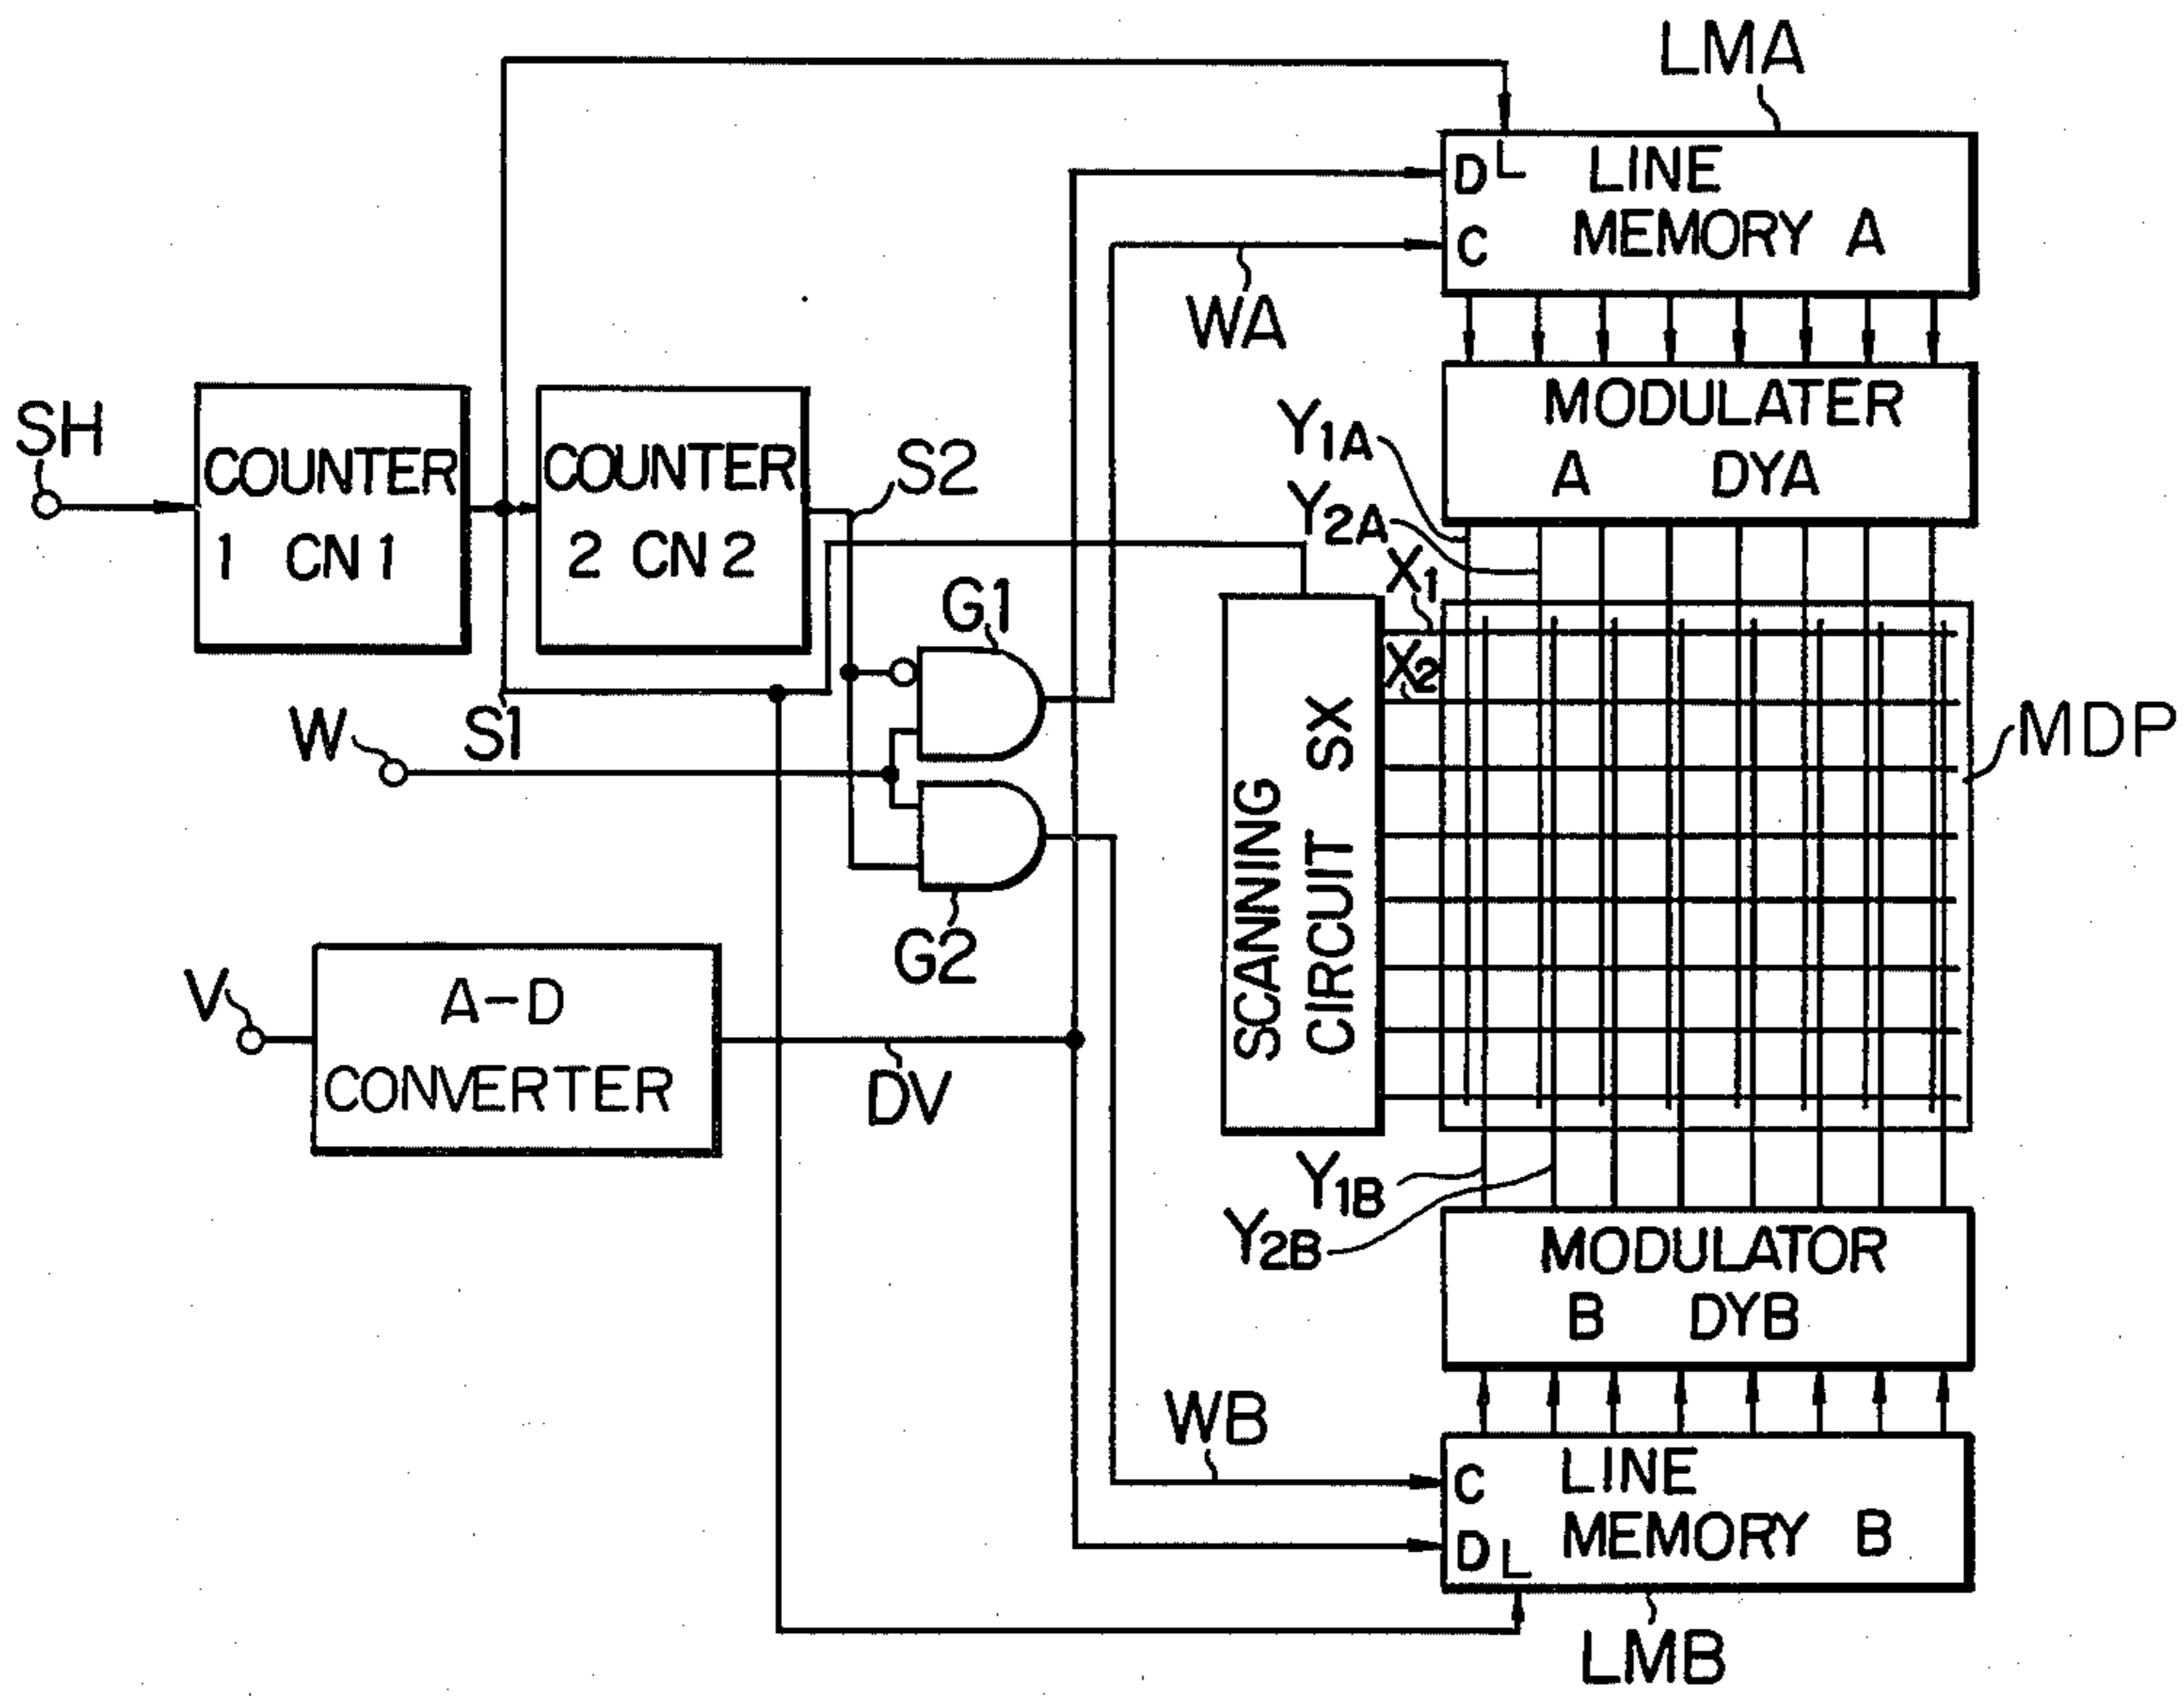 LMA
D L LINE
MEMORY A
C
WA
SH
COUNTER
1 CN1
COUNTER
2 CN2
S2
MODULATER
A DYA
Y1A
Y2A
X1
X2
G1
S1
W
G2
SCANNING
CIRCUIT SX
MDP
V
A-D
CONVERTER
DV
Y1B
Y2B
MODULATOR
B DYB
WB
C LINE
MEMORY B
D L
LMB